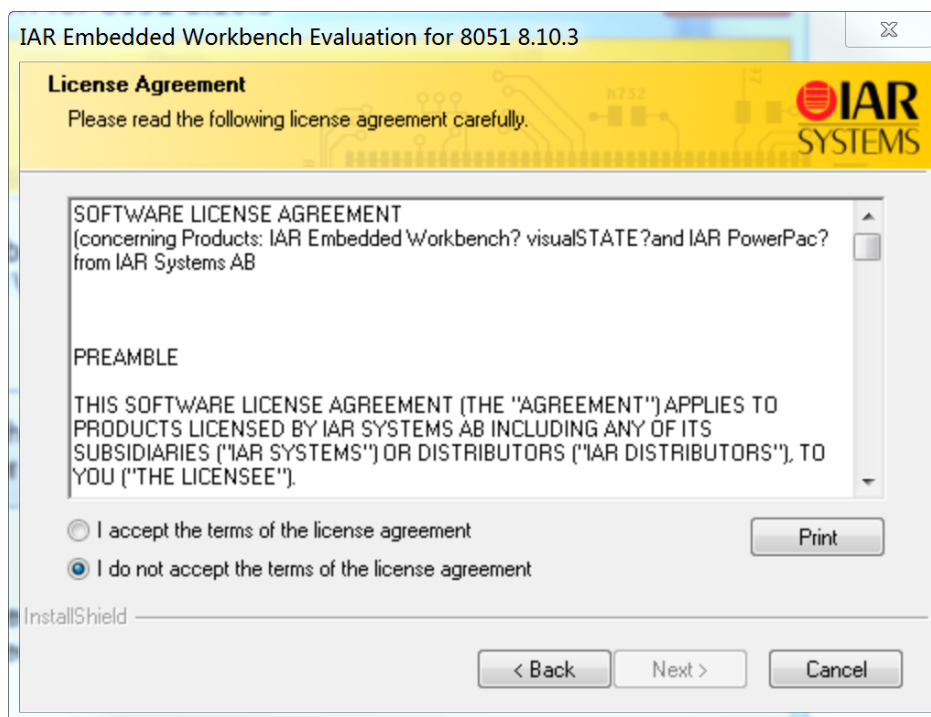 IAR Embedded Workbench Evaluation for 8051 8.10.3
License Agreement
Please read the following license agreement carefully.
h732
IAR
SYSTEMS
SOFTWARE LICENSE AGREEMENT
(concerning Products: IAR Embedded Workbench? visualSTATE?and IAR PowerPac?
from IAR Systems AB
PREAMBLE
THIS SOFTWARE LICENSE AGREEMENT (THE "AGREEMENT") APPLIES TO
PRODUCTS LICENSED BY IAR SYSTEMS AB INCLUDING ANY OF ITS
SUBSIDIARIES ("IAR SYSTEMS") OR DISTRIBUTORS ("IAR DISTRIBUTORS"), TO
YOU ("THE LICENSEE").
I accept the terms of the license agreement
Print
I do not accept the terms of the license agreement
InstallShield
< Back
Next >
Cancel